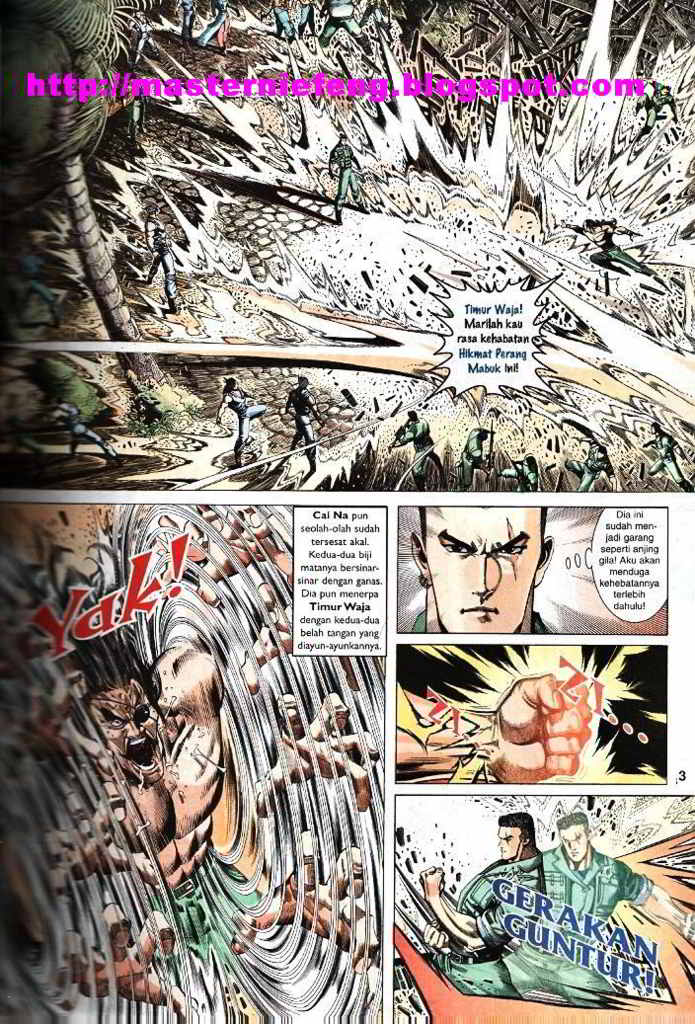 http://masterniefeng.blogspot.com
Timur Waja!
Marilah kau
rasa kehabatan
Hikmat Perang
Mabuk ini!
Cai Na pun
seolah-olah sudah
tersesat akal.
Kedua-dua biji
matanya bersinar-
sinar dengan ganas.
Dia pun menerpa
Timur Waja
dengan kedua-dua
belah tangan yang
diayun-ayunkannya.
Yak!
Dia ini
sudah men-
jadi garang
seperti anjing
gila! Aku akan
menduga
kehebatannya
terlebih
dahulu!
ZI
ZI...
3
GERAKAN
GUNTUR!